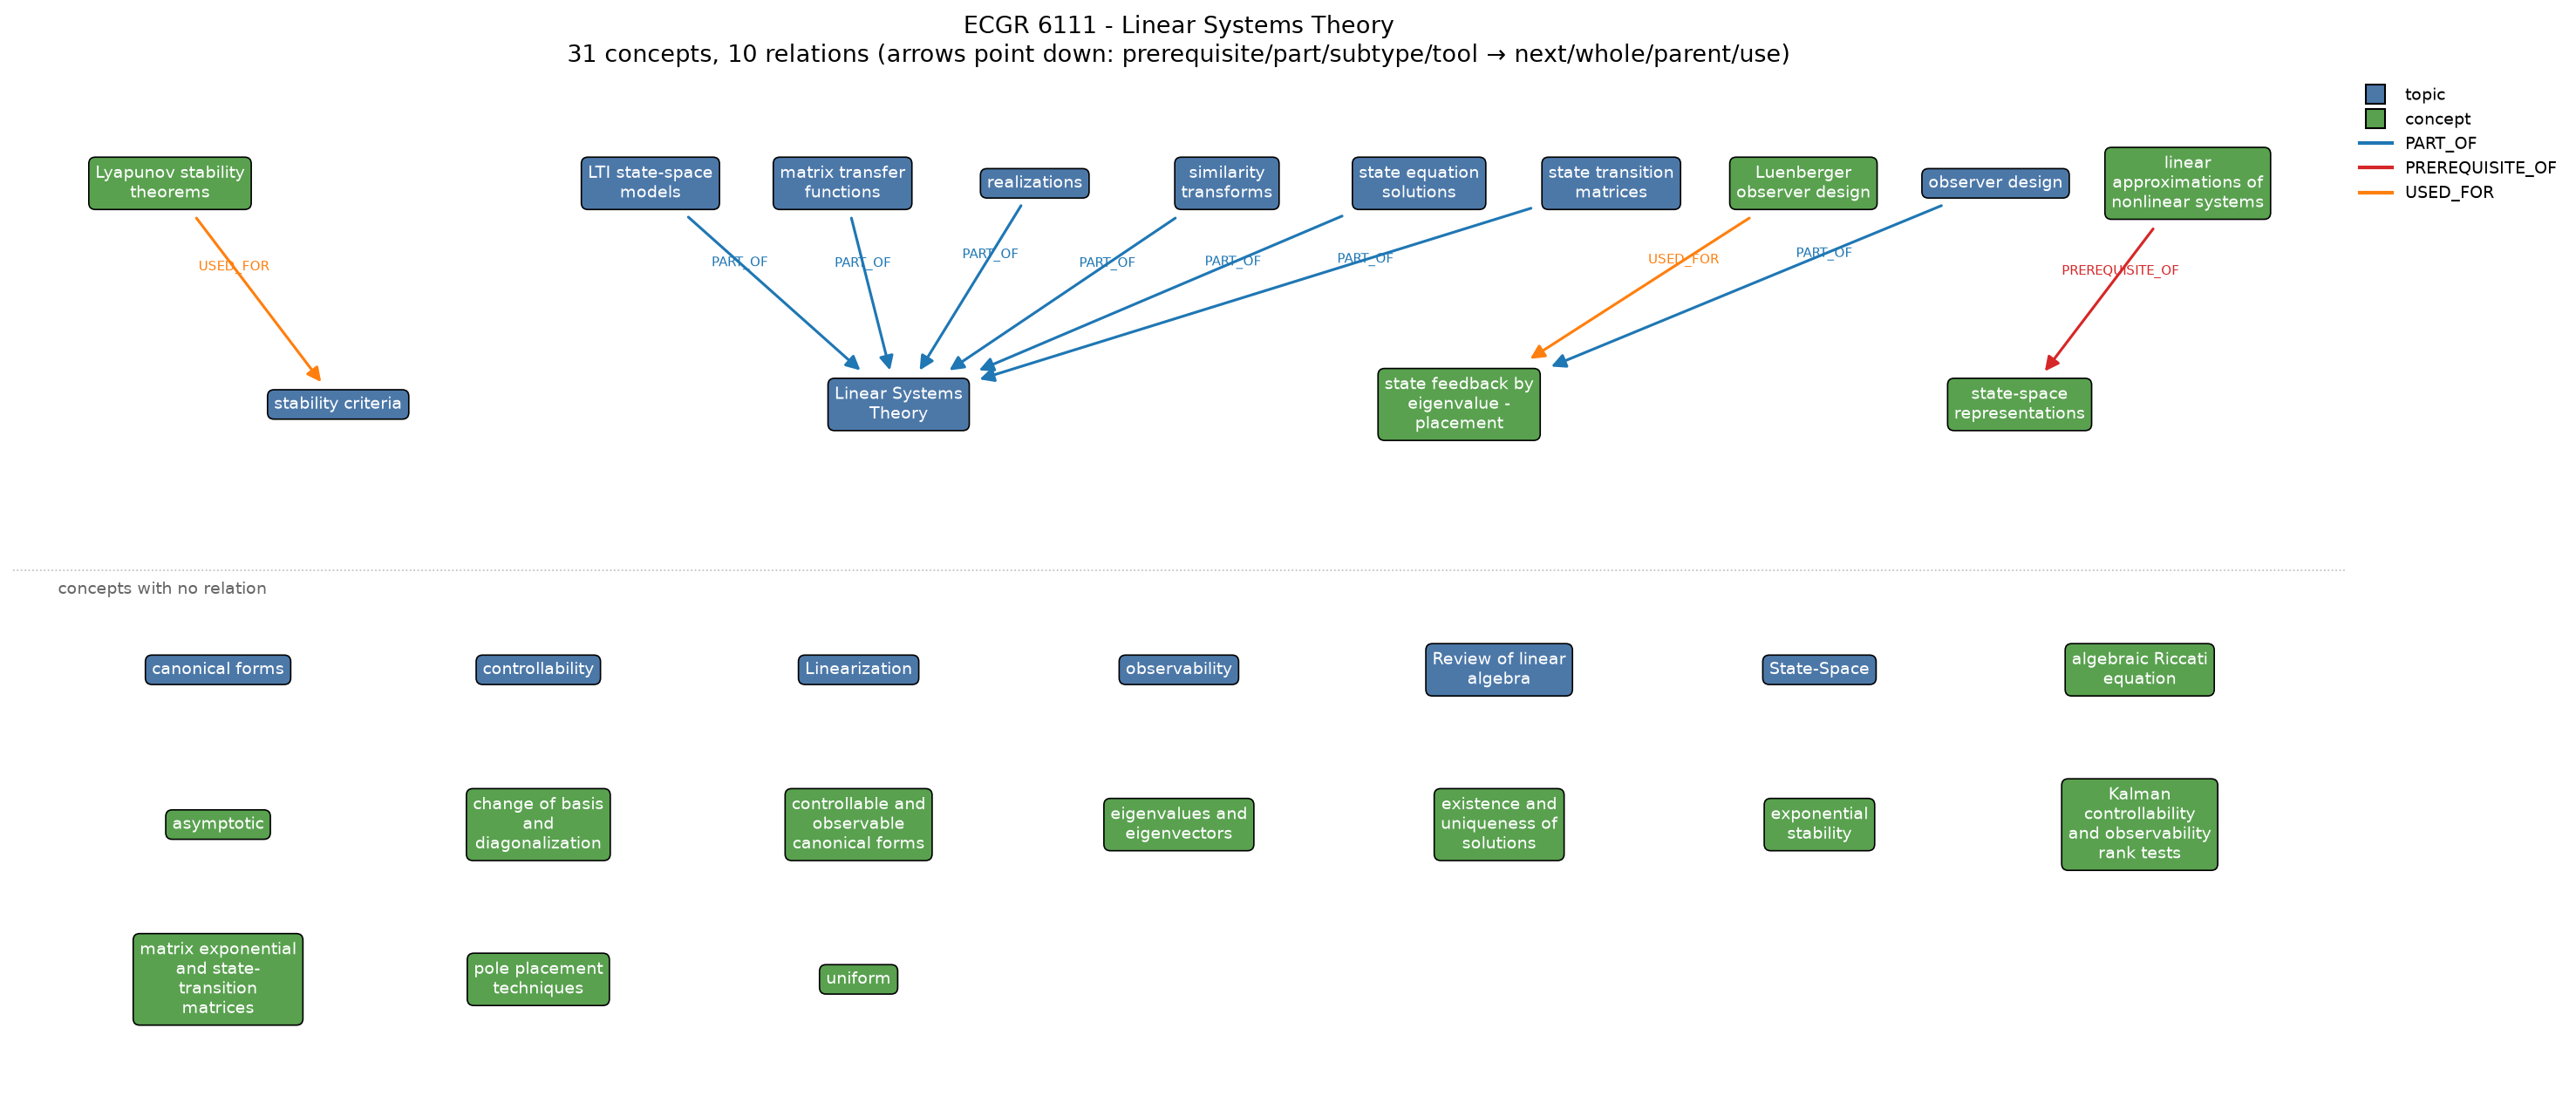 ECGR 6111 - Linear Systems Theory
31 concepts, 10 relations (arrows point down: prerequisite/part/subtype/tool → next/whole/parent/use)
topic
concept
PART_OF
PREREQUISITE_OF
USED_FOR
Lyapunov stability
theorems
LTI state-space
models
matrix transfer
functions
realizations
similarity
transforms
state equation
solutions
state transition
matrices
Luenberger
observer design
observer design
linear
approximations of
nonlinear systems
USED_FOR
PART_OF
PART_OF
PART_OF
PART_OF
PART_OF
PART_OF
USED_FOR
PART_OF
PREREQUISITE_OF
stability criteria
Linear Systems
Theory
state feedback by
eigenvalue -
placement
state-space
representations
concepts with no relation
canonical forms
controllability
Linearization
observability
Review of linear
algebra
State-Space
algebraic Riccati
equation
asymptotic
change of basis
and
diagonalization
controllable and
observable
canonical forms
eigenvalues and
eigenvectors
existence and
uniqueness of
solutions
exponential
stability
Kalman
controllability
and observability
rank tests
matrix exponential
and state-
transition
matrices
pole placement
techniques
uniform